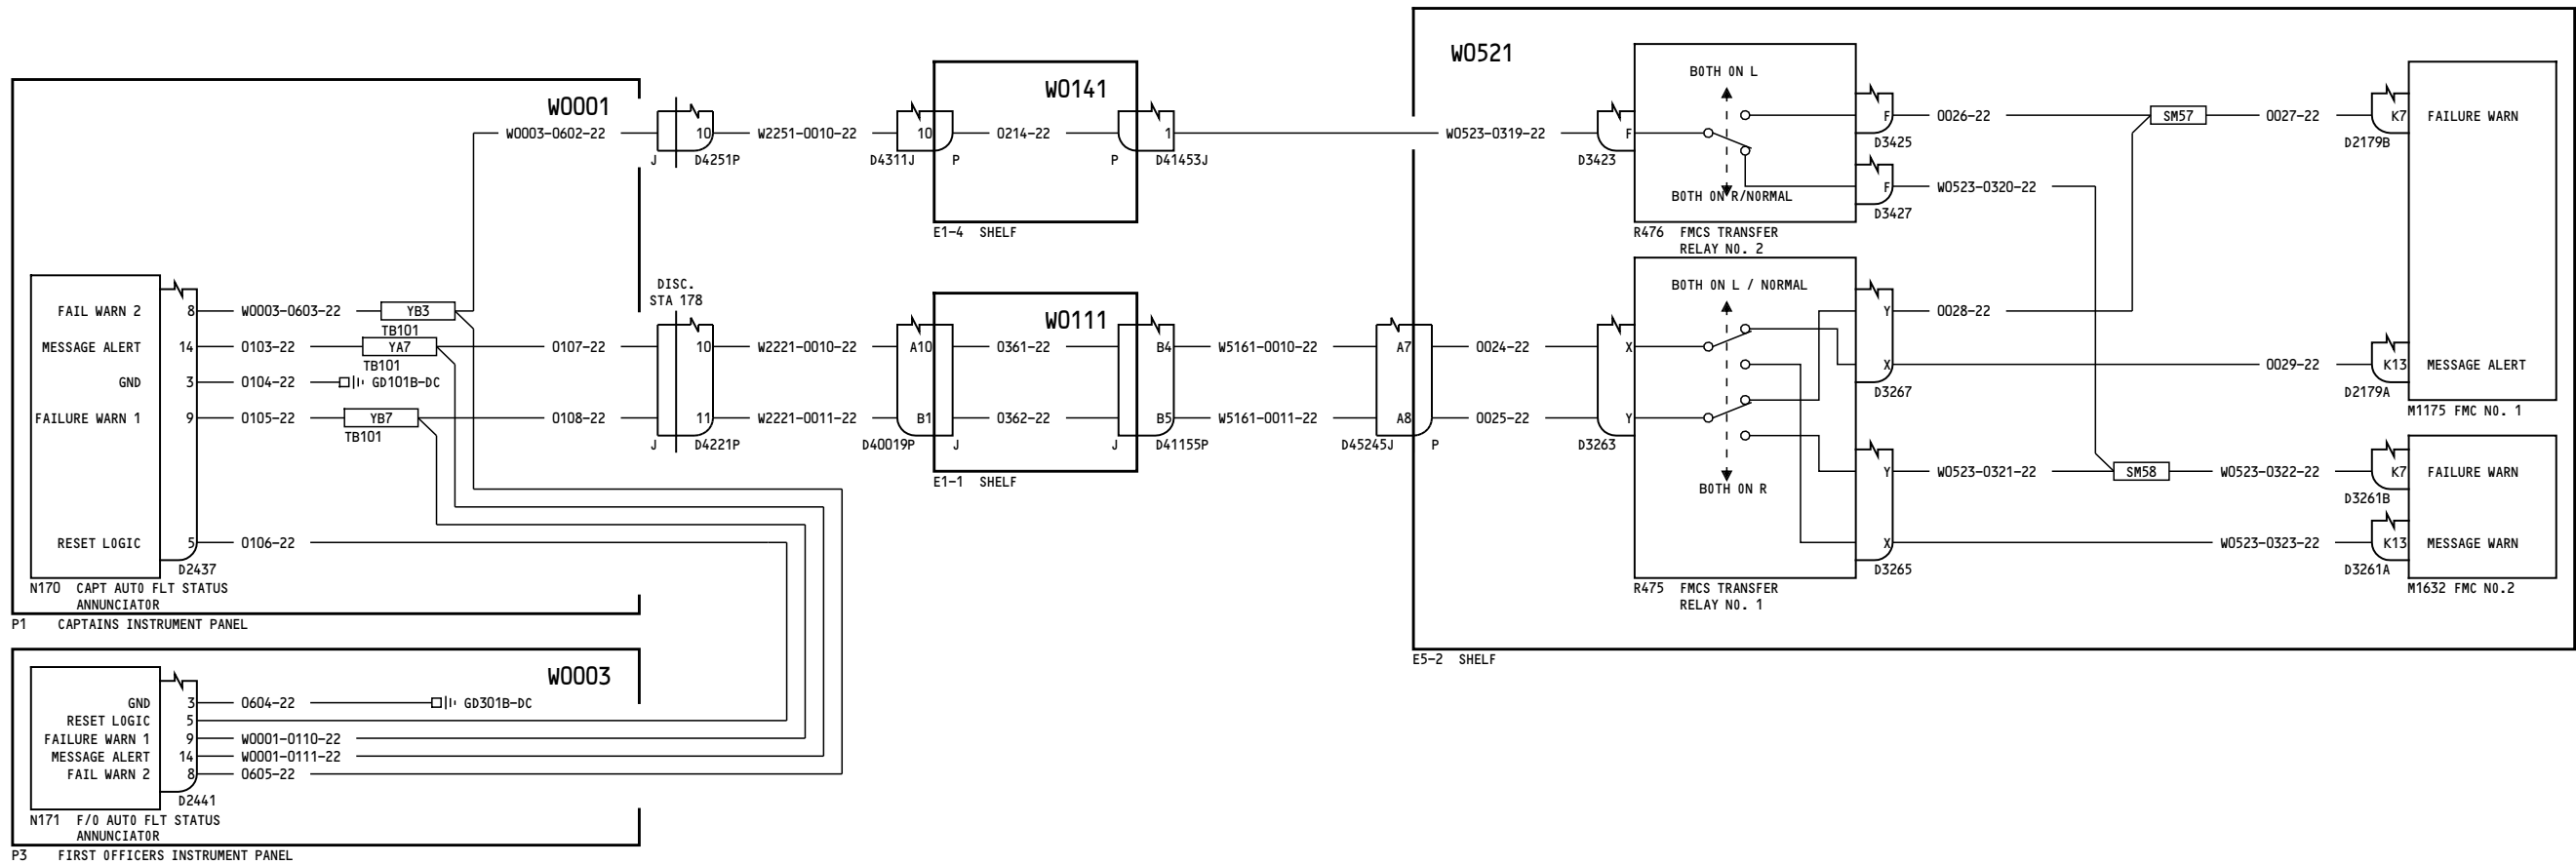 W0521
W0001
W0003-0602-22
10
J
D4251P
W2251-0010-22
10
D4311J
P
W0141
0214-22
1
P
D41453J
E1-4 SHELF
W0523-0319-22
F
D3423
BOTH ON L
BOTH ON R/NORMAL
R476 FMCS TRANSFER
RELAY NO. 2
F
D3425
F
D3427
0026-22
SM57
0027-22
K7
D2179B
FAILURE WARN
W0523-0320-22
FAIL WARN 2
8
W0003-0603-22
YB3
TB101
MESSAGE ALERT
14
0103-22
YA7
TB101
0107-22
GND
3
0104-22
GD101B-DC
FAILURE WARN 1
9
0105-22
YB7
TB101
0108-22
RESET LOGIC
5
0106-22
D2437
N170 CAPT AUTO FLT STATUS
ANNUNCIATOR
P1 CAPTAINS INSTRUMENT PANEL
DISC.
STA 178
10
11
J
D4221P
W2221-0010-22
W2221-0011-22
A10
B1
D40019P
J
W0111
0361-22
0362-22
B4
B5
J
D41155P
E1-1 SHELF
W5161-0010-22
W5161-0011-22
A7
A8
D45245J
P
0024-22
0025-22
X
Y
D3263
BOTH ON L / NORMAL
BOTH ON R
R475 FMCS TRANSFER
RELAY NO. 1
Y
X
D3267
0028-22
0029-22
K13
D2179A
MESSAGE ALERT
M1175 FMC NO. 1
Y
X
D3265
W0523-0321-22
SM58
W0523-0322-22
K7
D3261B
FAILURE WARN
W0523-0323-22
K13
D3261A
MESSAGE WARN
M1632 FMC NO.2
E5-2 SHELF
W0003
GND
3
0604-22
GD301B-DC
RESET LOGIC
5
FAILURE WARN 1
9
W0001-0110-22
MESSAGE ALERT
14
W0001-0111-22
FAIL WARN 2
8
0605-22
D2441
N171 F/O AUTO FLT STATUS
ANNUNCIATOR
P3 FIRST OFFICERS INSTRUMENT PANEL